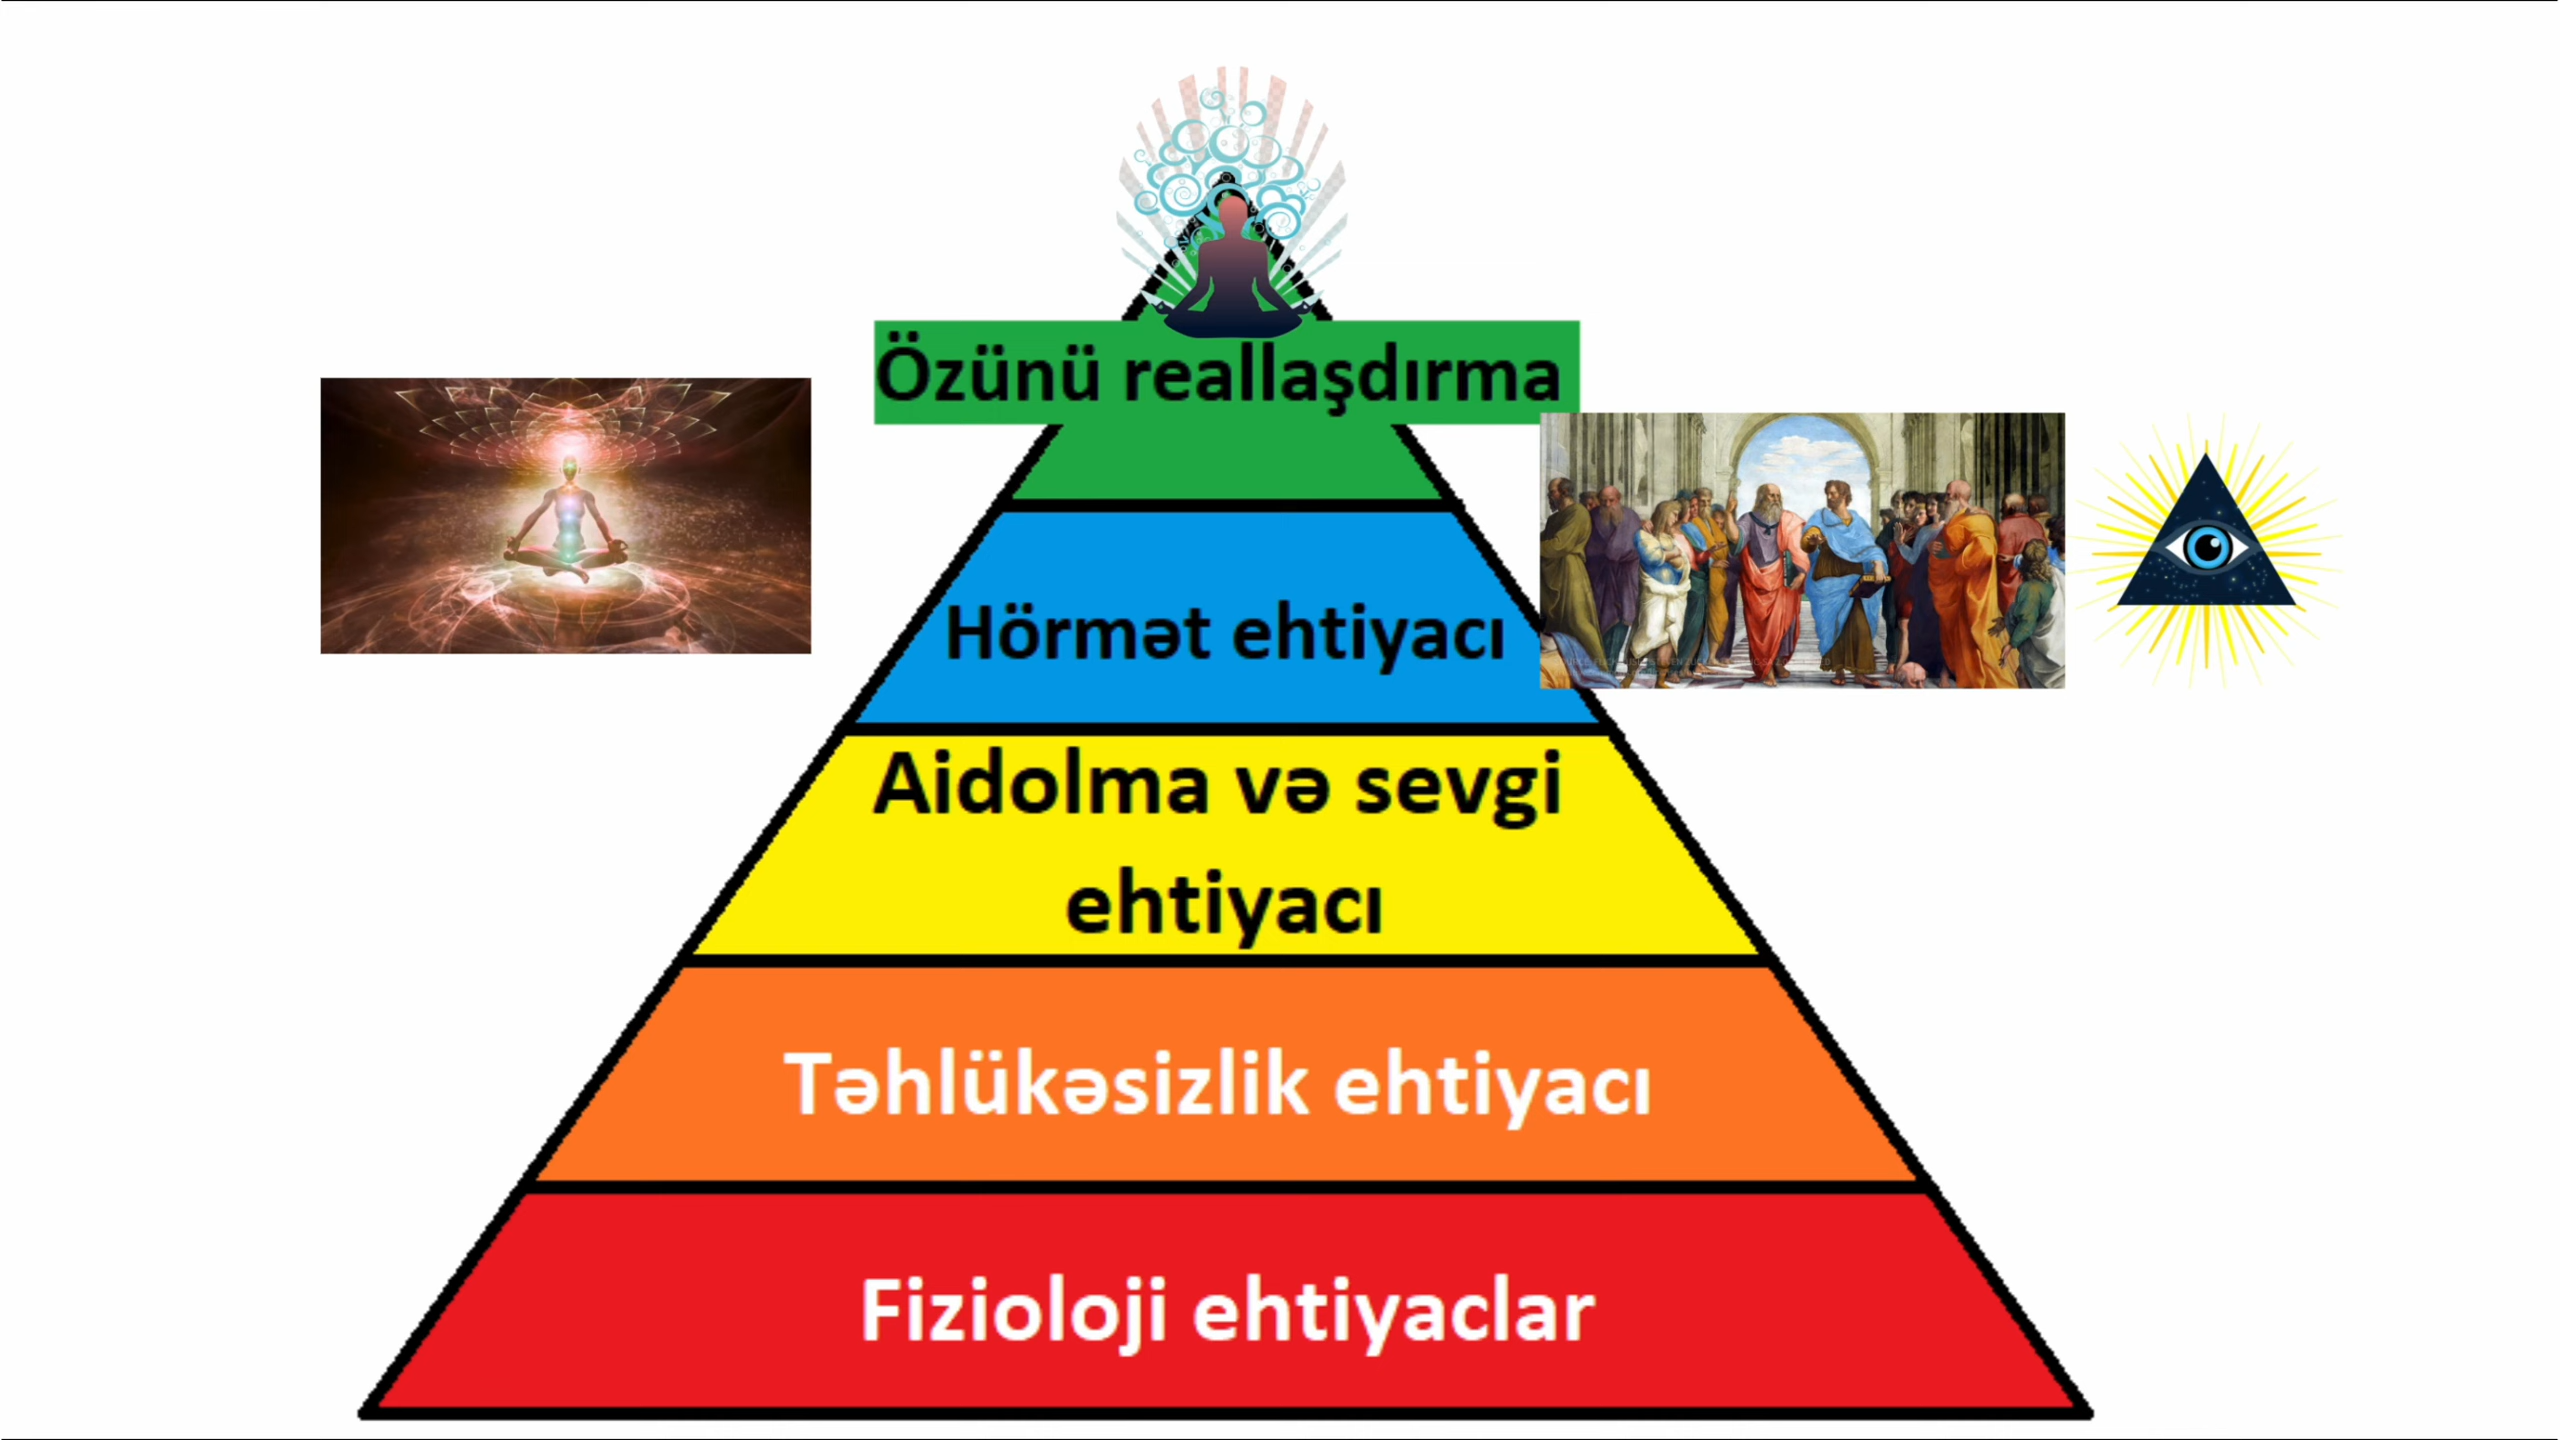 Özünü reallaşdırma
Hörmət ehtiyacı
Aidolma və sevgi
ehtiyacı
Təhlükəsizlik ehtiyacı
Fizioloji ehtiyaclar